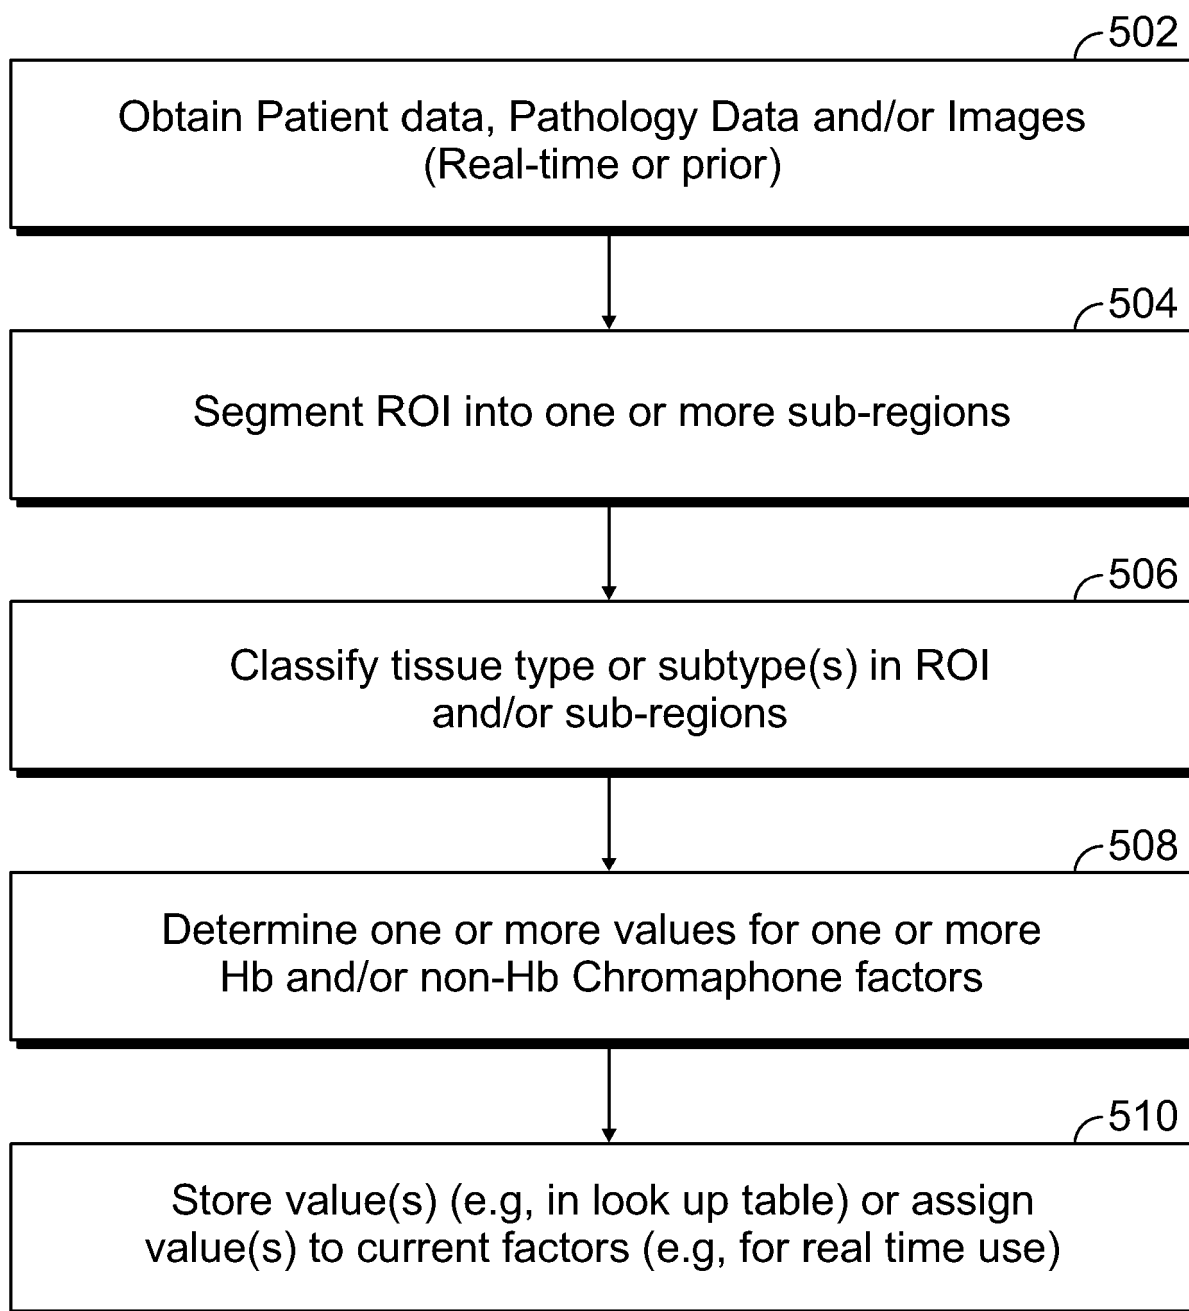 502
Obtain Patient data, Pathology Data and/or Images
(Real-time or prior)
504
Segment ROI into one or more sub-regions
506
Classify tissue type or subtype(s) in ROI
and/or sub-regions
508
Determine one or more values for one or more
Hb and/or non-Hb Chromaphone factors
510
Store value(s) (e.g, in look up table) or assign
value(s) to current factors (e.g, for real time use)